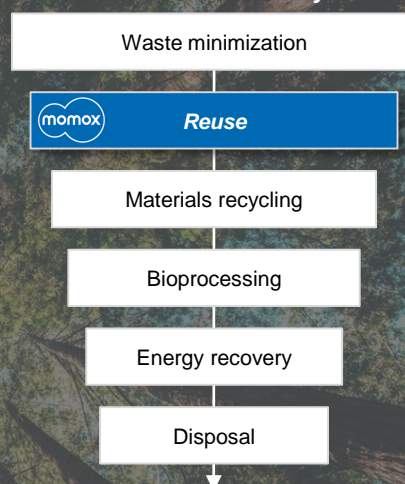 Waste minimization
momox
Reuse
Materials recycling
Bioprocessing
Energy recovery
Disposal